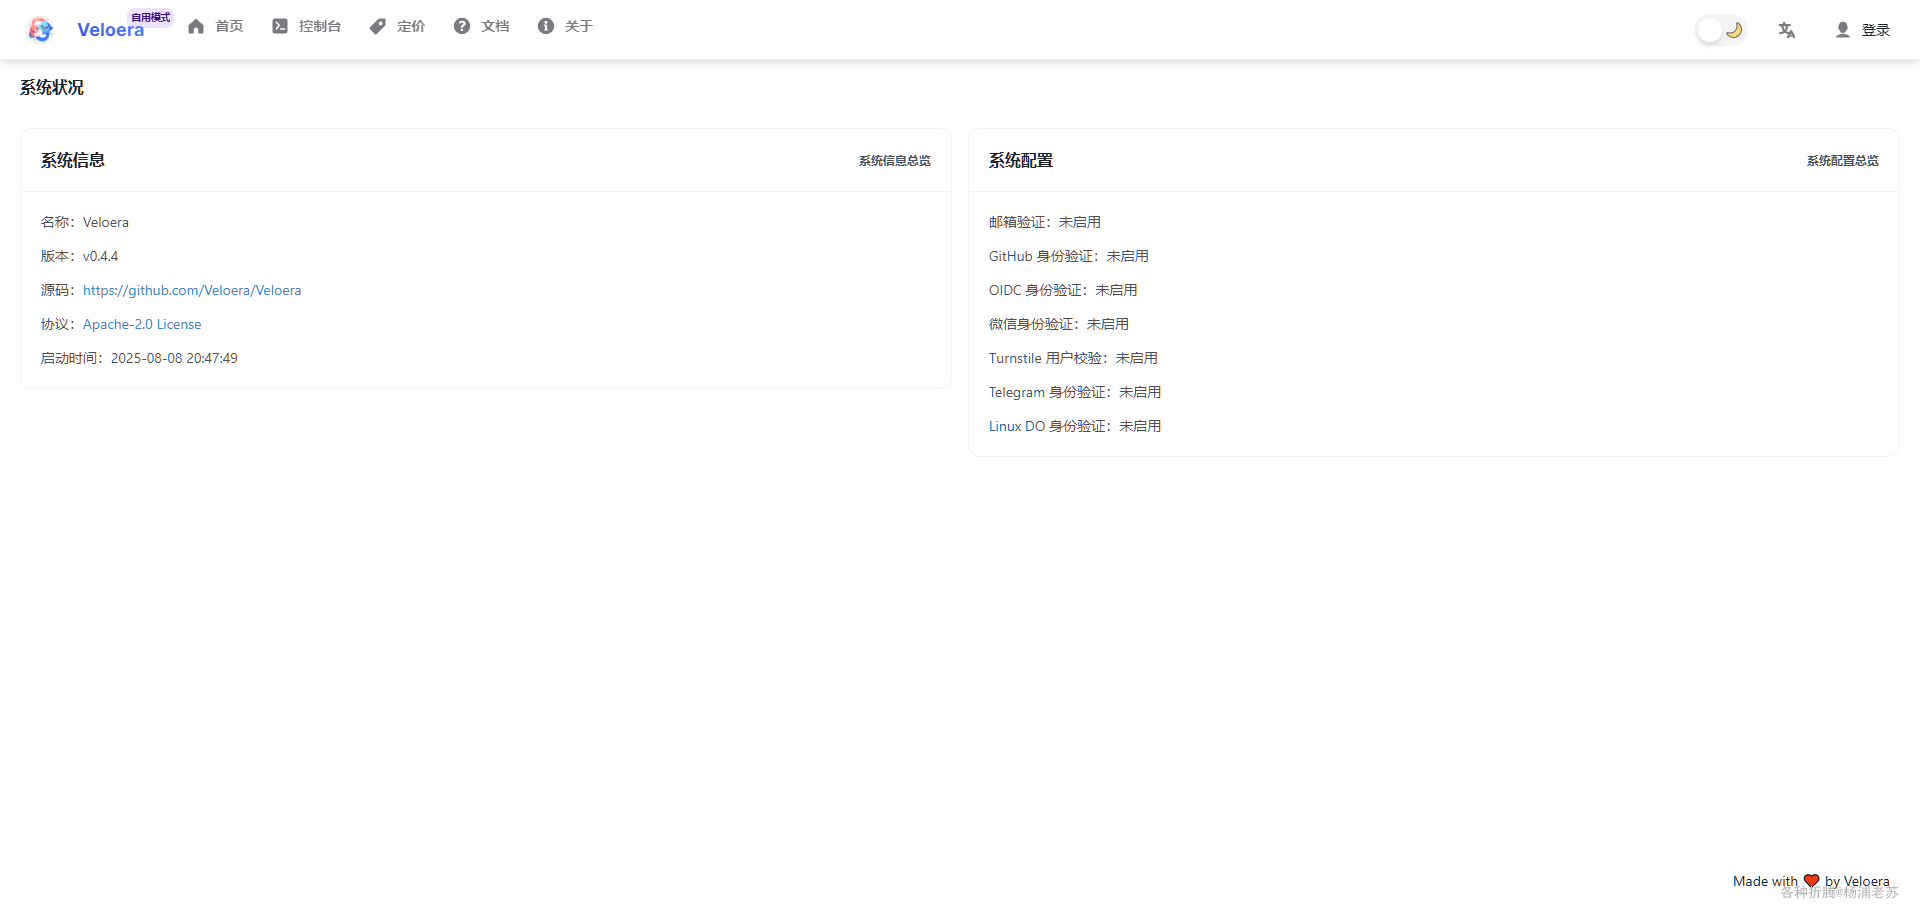 Veloera 自用模式 首页 控制台 定价 文档 关于 登录
系统状况
系统信息 系统信息总览
名称：Veloera
版本：v0.4.4
源码：https://github.com/Veloera/Veloera
协议：Apache-2.0 License
启动时间：2025-08-08 20:47:49
系统配置 系统配置总览
邮箱验证：未启用
GitHub 身份验证：未启用
OIDC 身份验证：未启用
微信身份验证：未启用
Turnstile 用户校验：未启用
Telegram 身份验证：未启用
Linux DO 身份验证：未启用
Made with ❤️ by Veloera
各种折腾@杨浦老苏